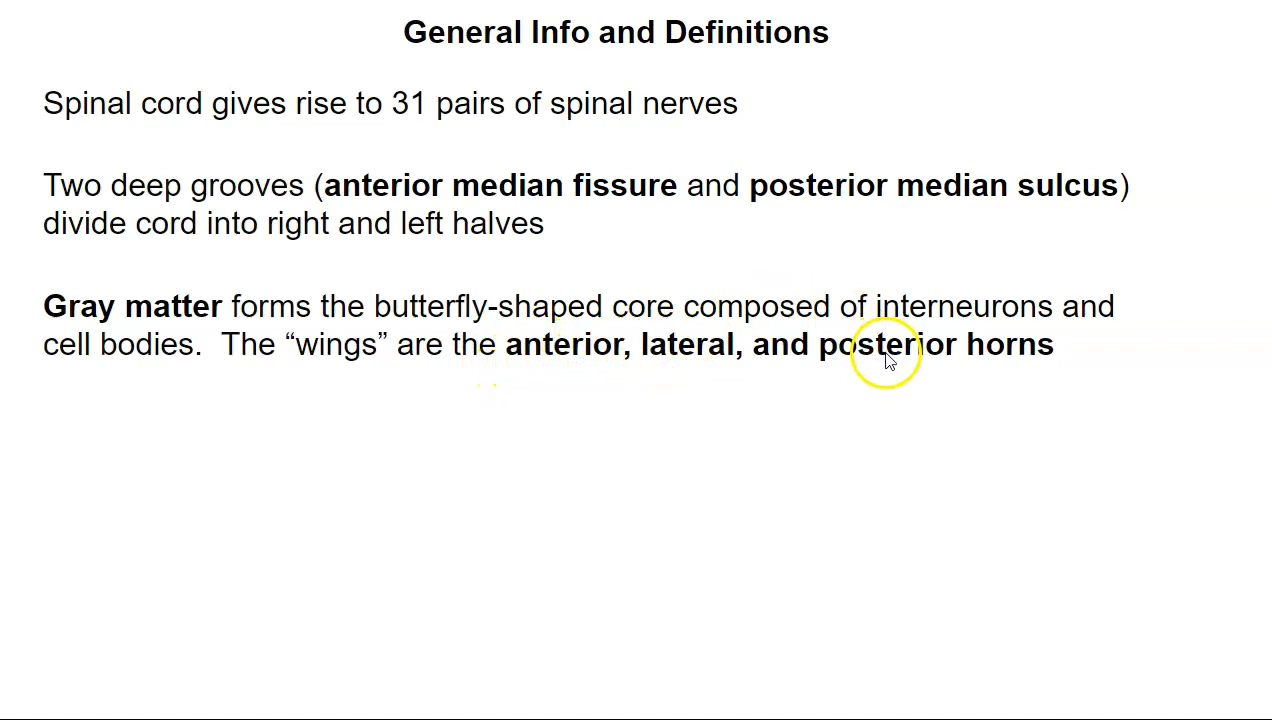 General Info and Definitions
Spinal cord gives rise to 31 pairs of spinal nerves
Two deep grooves (anterior median fissure and posterior median sulcus)
divide cord into right and left halves
Gray matter forms the butterfly-shaped core composed of interneurons and
cell bodies.  The “wings” are the anterior, lateral, and posterior horns